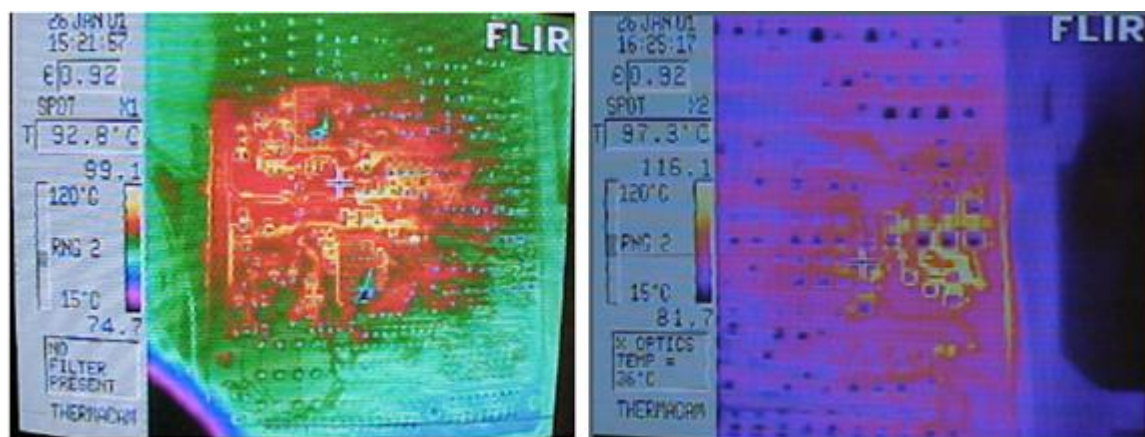 26 JAN 01
15:21:57
FLIR
ε 0.92
SPOT X1
T 92.8°C
99.1
120°C
RNG 2
15°C
74.7
NO
FILTER
PRESENT
THERMACAM
26 JAN 01
16:25:17
FLIR
ε 0.92
SPOT
T 97.3°C
116.1
120°C
RNG 2
15°C
81.7
X OPTICS
TEMP =
36°C
THERMACAM